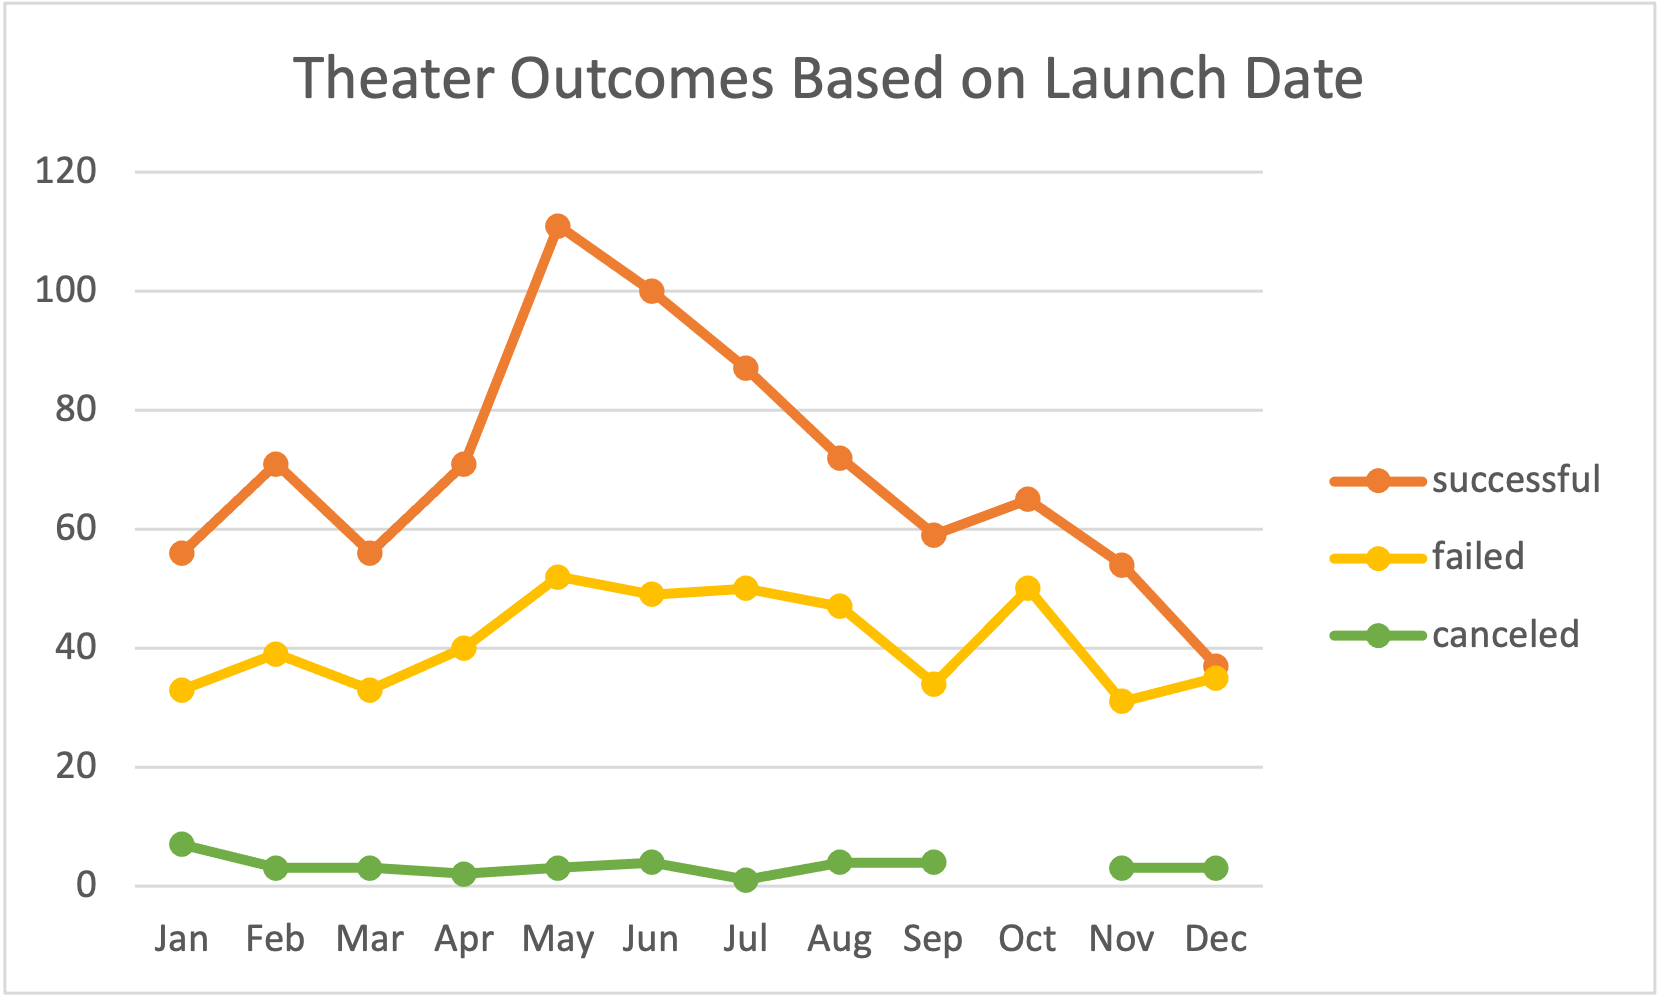 Theater Outcomes Based on Launch Date
120
100
80
60
40
20
0
Jan Feb Mar Apr May Jun Jul Aug Sep Oct Nov Dec
successful
failed
canceled